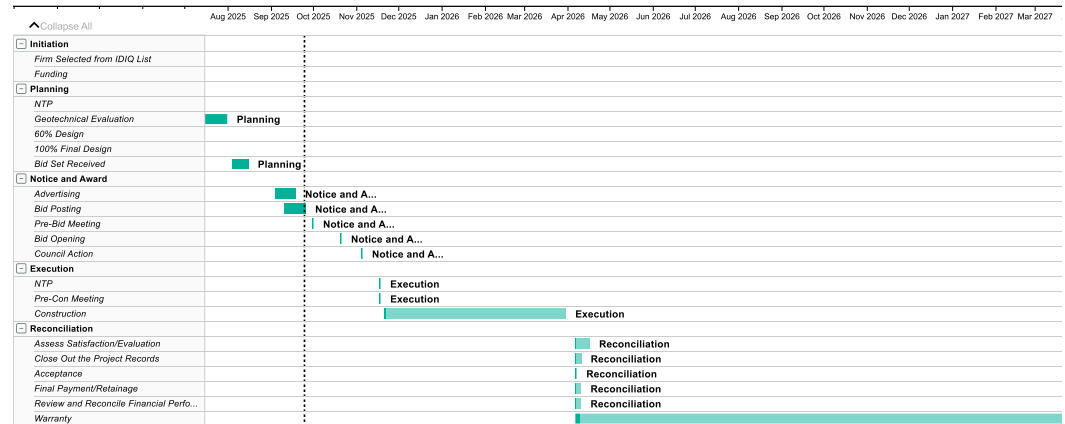 Aug 2025 Sep 2025 Oct 2025 Nov 2025 Dec 2025 Jan 2026 Feb 2026 Mar 2026 Apr 2026 May 2026 Jun 2026 Jul 2026 Aug 2026 Sep 2026 Oct 2026 Nov 2026 Dec 2026 Jan 2027 Feb 2027 Mar 2027
Collapse All
Initiation
Firm Selected from IDIQ List
Funding
Planning
NTP
Geotechnical Evaluation Planning
60% Design
100% Final Design
Bid Set Received Planning
Notice and Award
Advertising Notice and A...
Bid Posting Notice and A...
Pre-Bid Meeting Notice and A...
Bid Opening Notice and A...
Council Action Notice and A...
Execution
NTP Execution
Pre-Con Meeting Execution
Construction Execution
Reconciliation
Assess Satisfaction/Evaluation Reconciliation
Close Out the Project Records Reconciliation
Acceptance Reconciliation
Final Payment/Retainage Reconciliation
Review and Reconcile Financial Perfo... Reconciliation
Warranty